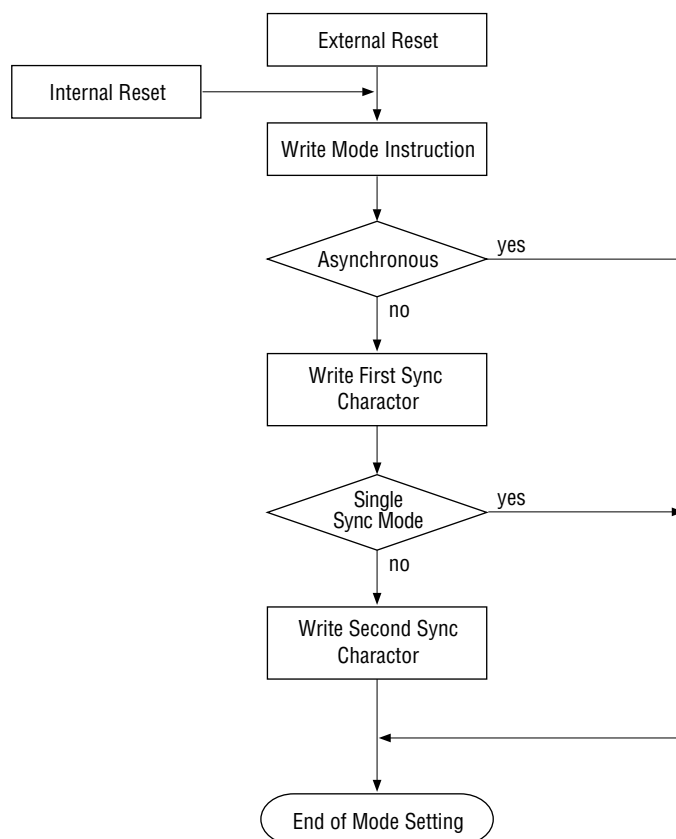 External Reset
Internal Reset
Write Mode Instruction
Asynchronous
yes
no
Write First Sync
Charactor
Single
Sync Mode
yes
no
Write Second Sync
Charactor
End of Mode Setting